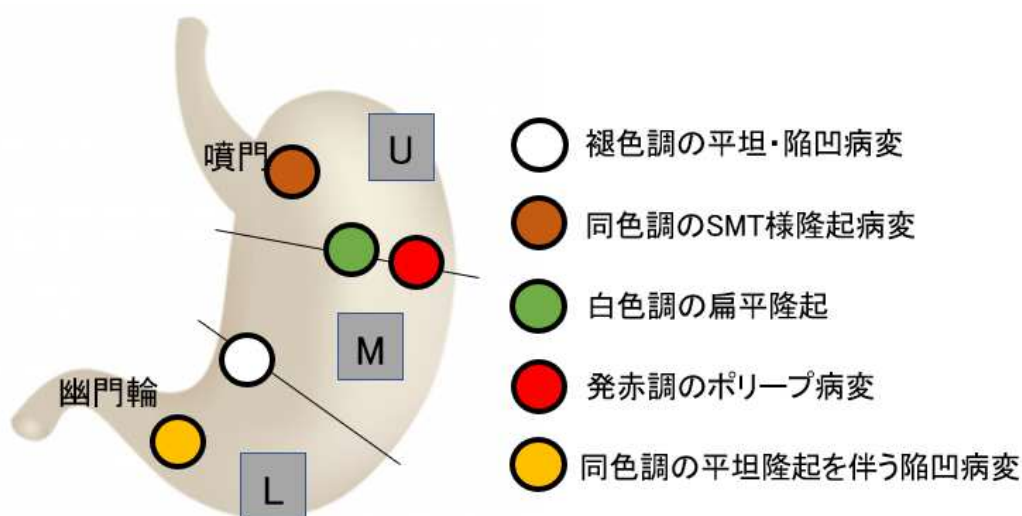 噴門
U
M
幽門輪
L
褪色調の平坦・陥凹病変
同色調のSMT様隆起病変
白色調の扁平隆起
発赤調のポリープ病変
同色調の平坦隆起を伴う陥凹病変